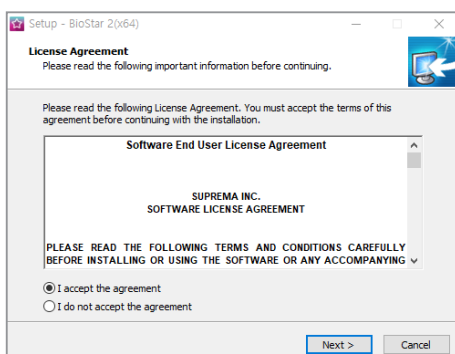 Setup - BioStar 2(x64)
License Agreement
Please read the following important information before continuing.
Please read the following License Agreement. You must accept the terms of this
agreement before continuing with the installation.
Software End User License Agreement
SUPREMA INC.
SOFTWARE LICENSE AGREEMENT
PLEASE READ THE FOLLOWING TERMS AND CONDITIONS CAREFULLY
BEFORE INSTALLING OR USING THE SOFTWARE OR ANY ACCOMPANYING
I accept the agreement
I do not accept the agreement
Next >
Cancel